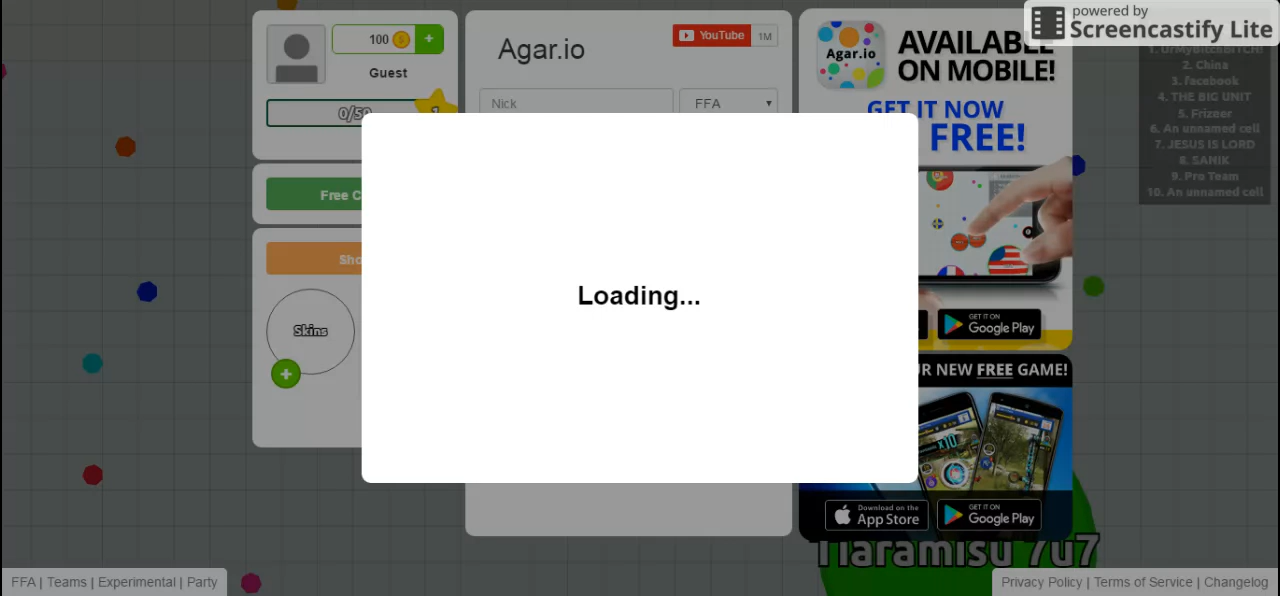 powered by
Screencastify Lite
100
+
Guest
0/50
Free C
Sho
Skins
+
Agar.io
YouTube
1M
Nick
FFA
Loading...
Agar.io
AVAILABLE
ON MOBILE!
GET IT NOW
FREE!
GET IT ON
Google Play
UR NEW FREE GAME!
X10
Download on the
App Store
GET IT ON
Google Play
1. UrMyBitchBITCH!
2. China
3. facebook
4. THE BIG UNIT
5. Frizeer
6. An unnamed cell
7. JESUS IS LORD
8. SANIK
9. Pro Team
10. An unnamed cell
Tiaramisu 7u7
FFA | Teams | Experimental | Party
Privacy Policy | Terms of Service | Changelog